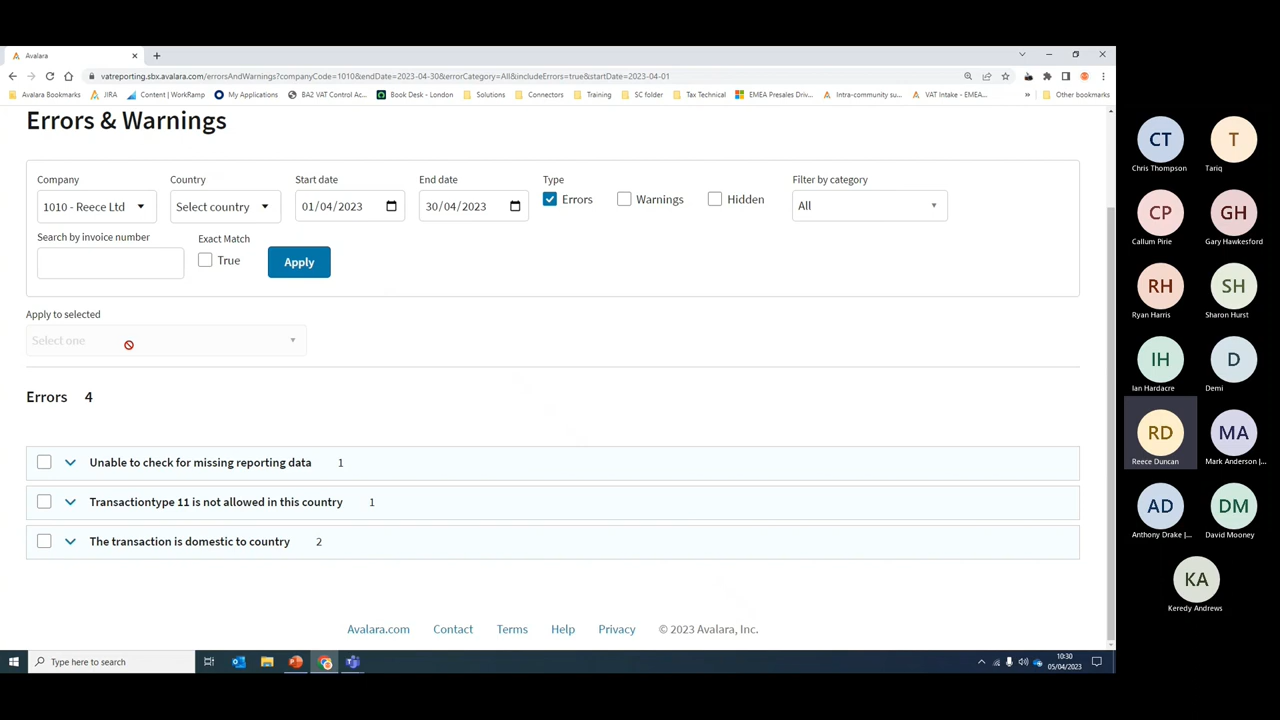 Avalara
vatreporting.sbx.avalara.com/errorsAndWarnings?companyCode=1010&endDate=2023-04-30&errorCategory=All&includeErrors=true&startDate=2023-04-01
Avalara Bookmarks JIRA Content | WorkRamp My Applications BA2 VAT Control Ac... Book Desk - London Solutions Connectors Training SC folder Tax Technical EMEA Presales Driv... Intra-community su... VAT Intake - EMEA... » Other bookmarks
Errors & Warnings
Company Country Start date End date Type Filter by category
1010 - Reece Ltd Select country 01/04/2023 30/04/2023 Errors Warnings Hidden All
Search by invoice number Exact Match
True Apply
Apply to selected
Select one
Errors 4
Unable to check for missing reporting data 1
Transactiontype 11 is not allowed in this country 1
The transaction is domestic to country 2
Avalara.com Contact Terms Help Privacy © 2023 Avalara, Inc.
Type here to search
10:30
05/04/2023
CT T
Chris Thompson Tariq
CP GH
Callum Pirie Gary Hawkesford
RH SH
Ryan Harris Sharon Hurst
IH D
Ian Hardacre Demi
RD MA
Reece Duncan Mark Anderson |...
AD DM
Anthony Drake |... David Mooney
KA
Keredy Andrews